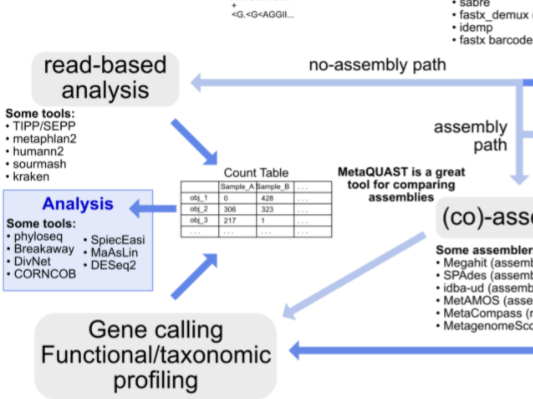 +
<G.<G<AGGII...
• sabre
• fastx_demux
• idemp
• fastx barcode
read-based
analysis
no-assembly path
Some tools:
• TIPP/SEPP
• metaphlan2
• humann2
• sourmash
• kraken
assembly
path
Count Table
Sample_A Sample_B ...
obj_1 0 428 ...
obj_2 306 323 ...
obj_3 217 1 ...
... ... ... ...
MetaQUAST is a great
tool for comparing
assemblies
Analysis
Some tools:
• phyloseq
• Breakaway
• DivNet
• CORNCOB
• SpiecEasi
• MaAsLin
• DESeq2
(co)-asse
Some assembler
• Megahit (assemb
• SPAdes (assemb
• idba-ud (assemb
• MetAMOS (asse
• MetaCompass (r
• MetagenomeSco
Gene calling
Functional/taxonomic
profiling